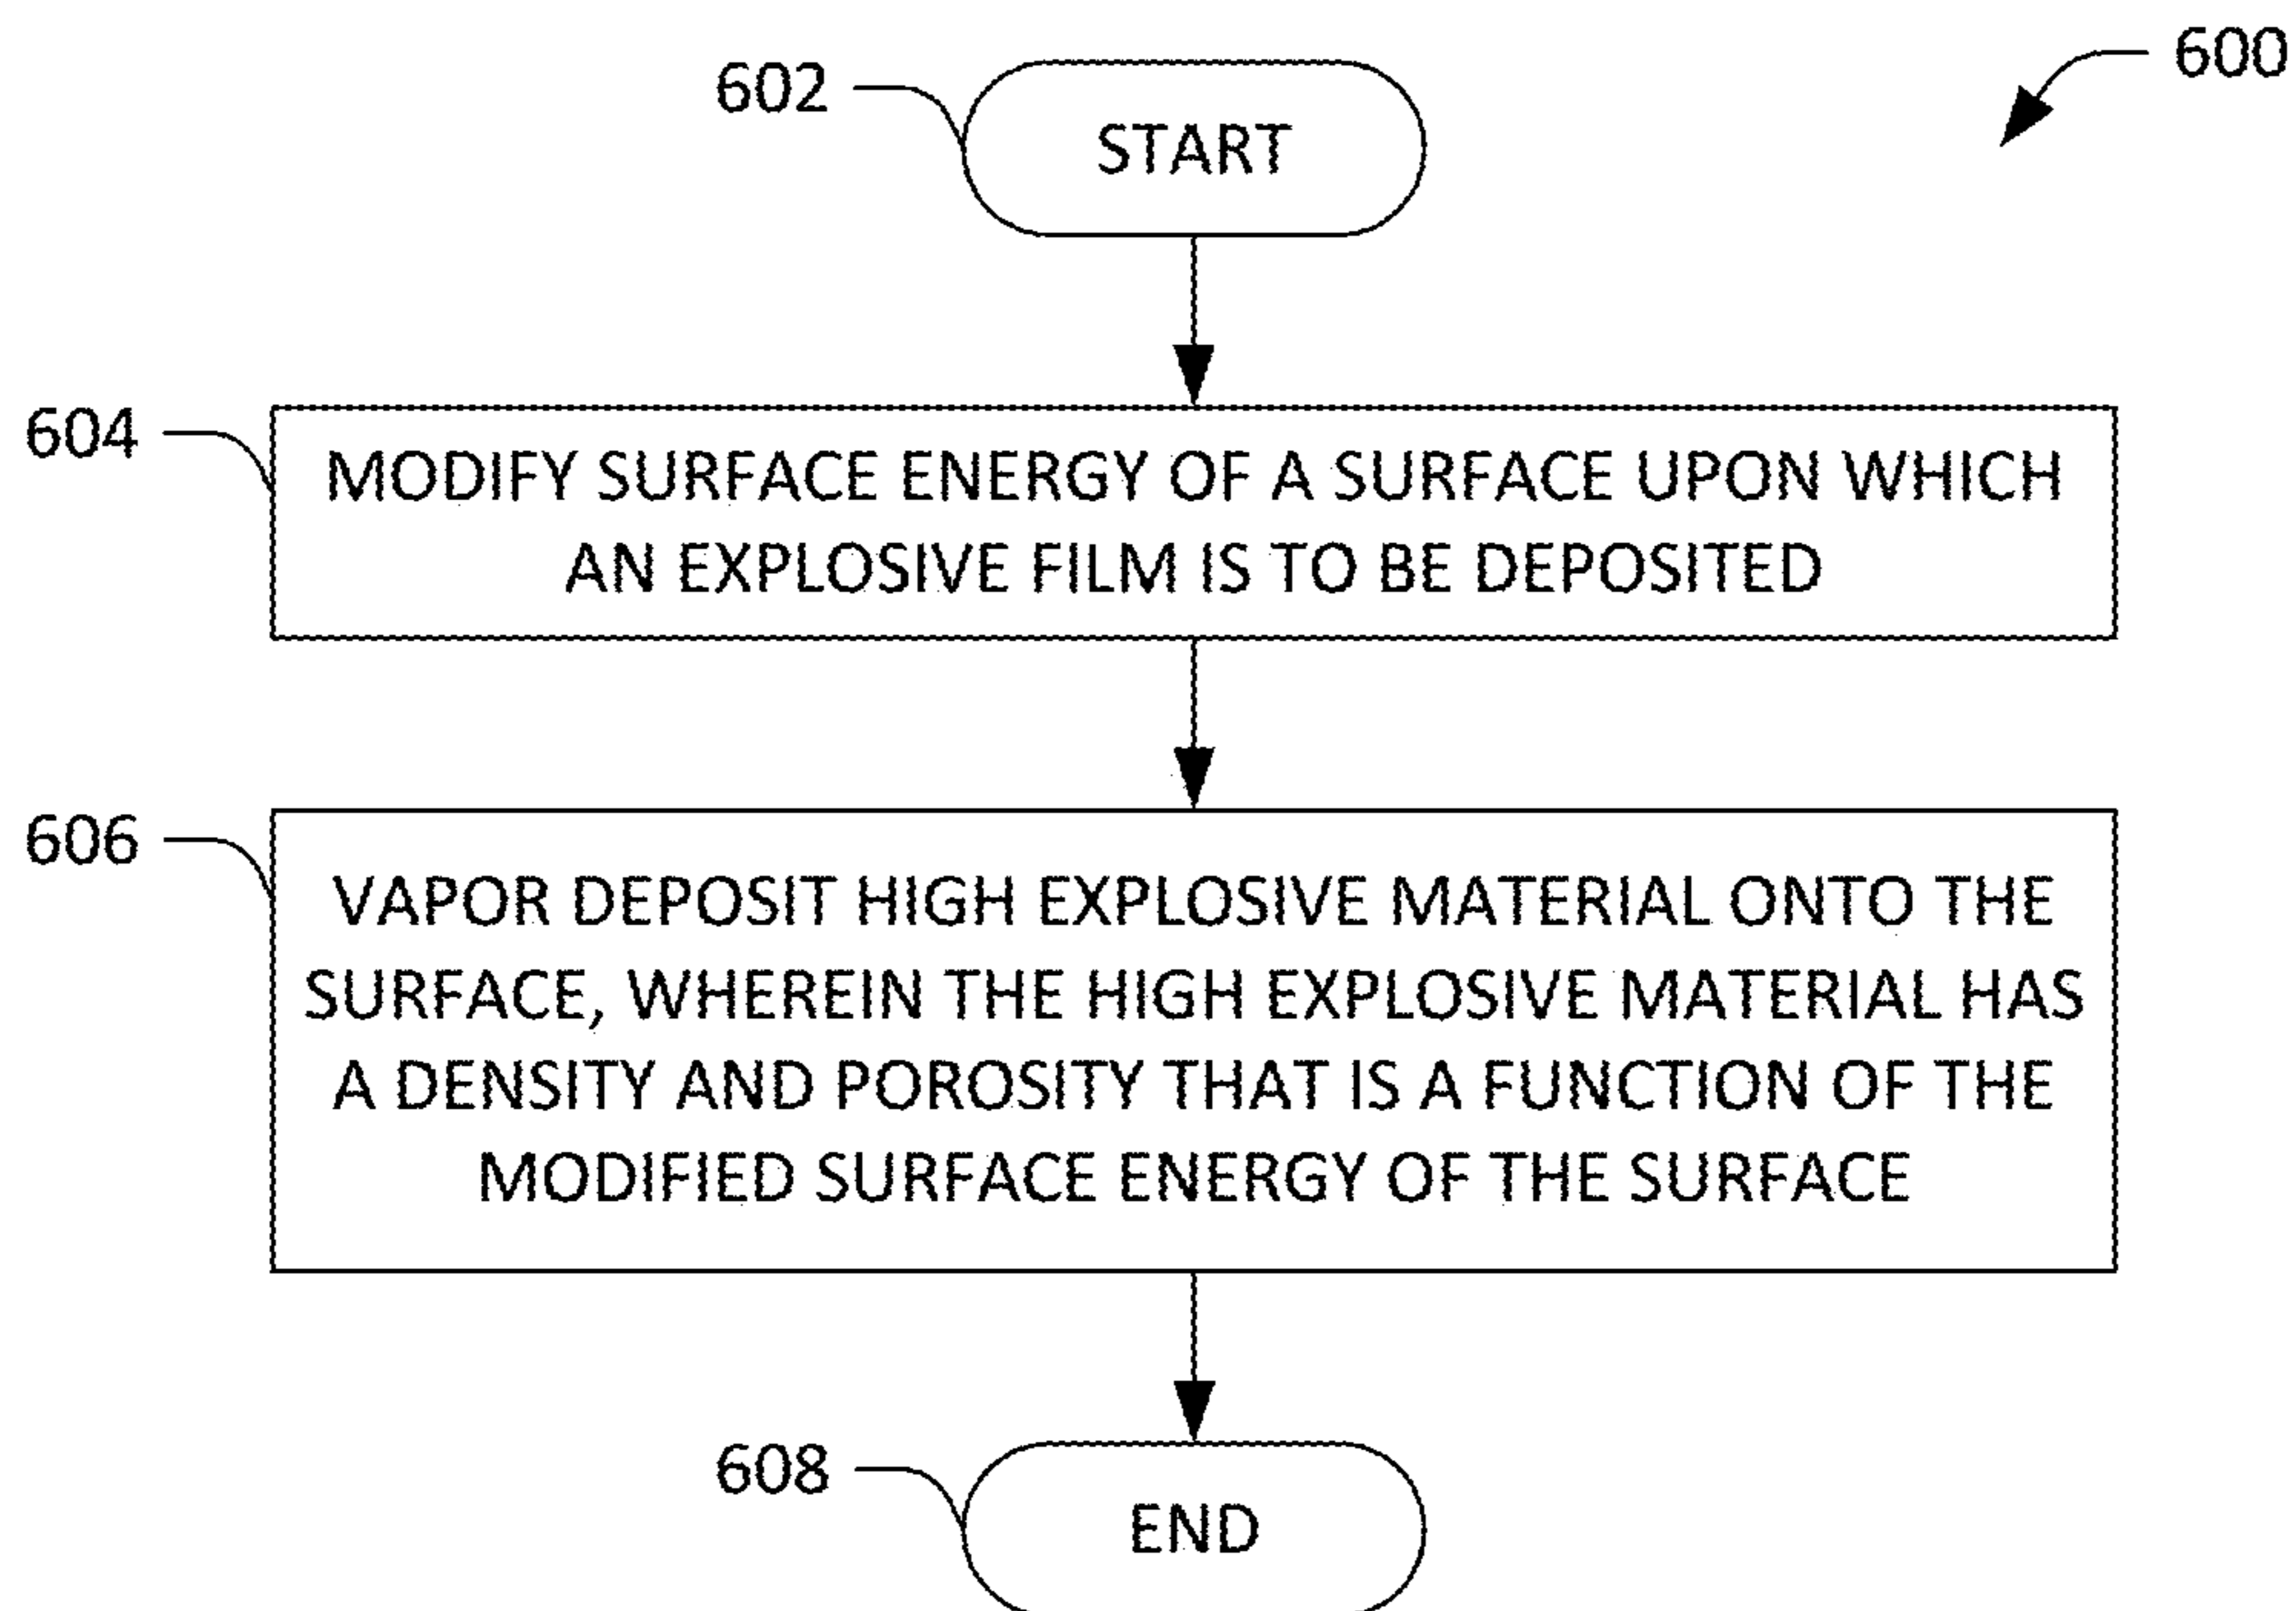 600
602
START
604
MODIFY SURFACE ENERGY OF A SURFACE UPON WHICH
AN EXPLOSIVE FILM IS TO BE DEPOSITED
606
VAPOR DEPOSIT HIGH EXPLOSIVE MATERIAL ONTO THE
SURFACE, WHEREIN THE HIGH EXPLOSIVE MATERIAL HAS
A DENSITY AND POROSITY THAT IS A FUNCTION OF THE
MODIFIED SURFACE ENERGY OF THE SURFACE
608
END